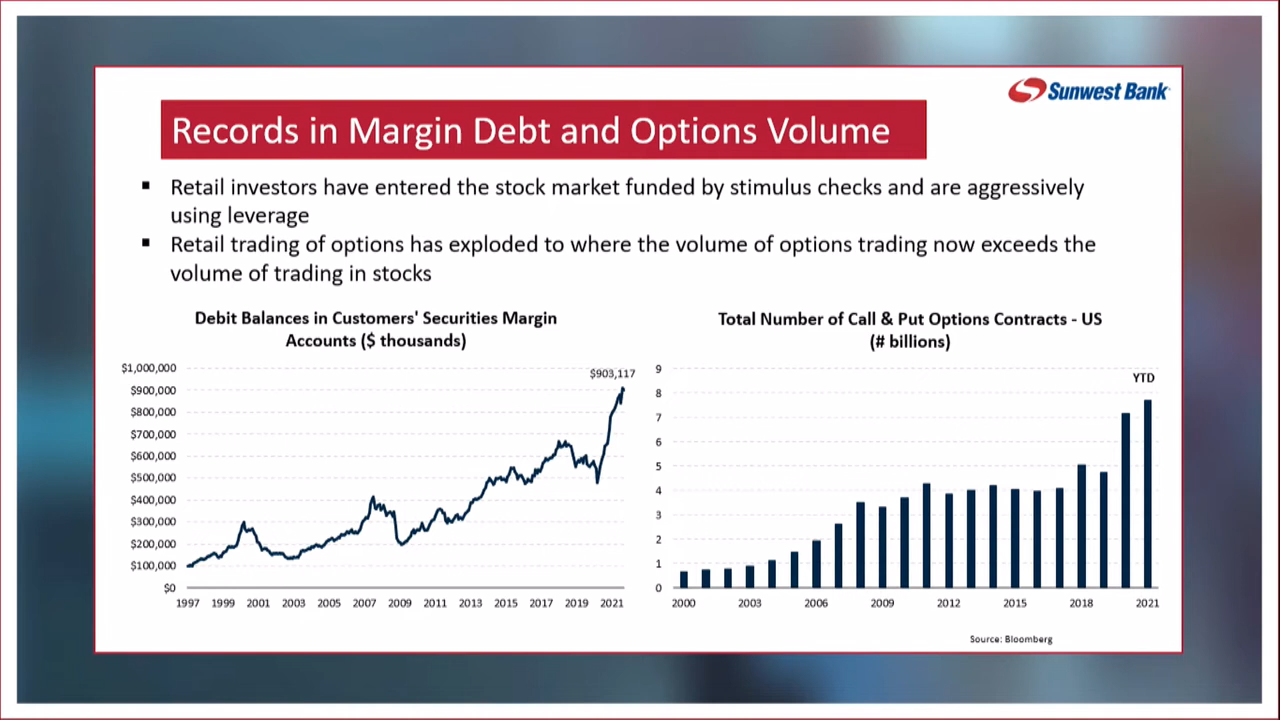 Sunwest Bank
Records in Margin Debt and Options Volume
▪ Retail investors have entered the stock market funded by stimulus checks and are aggressively
using leverage
▪ Retail trading of options has exploded to where the volume of options trading now exceeds the
volume of trading in stocks
Debit Balances in Customers' Securities Margin
Accounts ($ thousands)
$1,000,000
$900,000
$800,000
$700,000
$600,000
$500,000
$400,000
$300,000
$200,000
$100,000
$0
$903,117
1997 1999 2001 2003 2005 2007 2009 2011 2013 2015 2017 2019 2021
Total Number of Call & Put Options Contracts - US
(# billions)
9
8
7
6
5
4
3
2
1
0
YTD
2000 2003 2006 2009 2012 2015 2018 2021
Source: Bloomberg